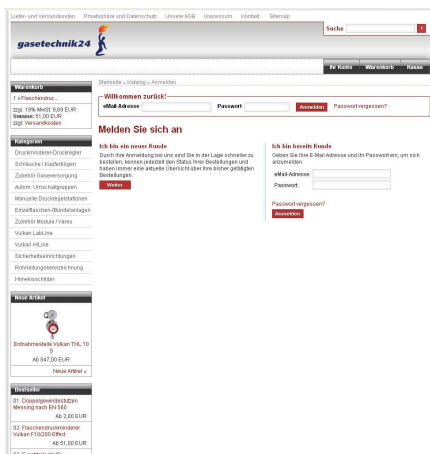 Liefer- und Versandkosten Privatsphäre und Datenschutz Unsere AGB Impressum Kontakt Sitemap
Suche
gasetechnik24
Ihr Konto Warenkorb Kasse
Startseite » Katalog » Anmelden
Warenkorb
1 x Flaschendruc...
zzgl. 19% MwSt: 9,69 EUR
Summe: 51,00 EUR
zzgl. Versandkosten
Willkommen zurück!
eMail-Adresse Passwort Anmelden Passwort vergessen?
Melden Sie sich an
Ich bin ein neuer Kunde
Durch Ihre Anmeldung bei uns sind Sie in der Lage schneller zu
bestellen, kennen jederzeit den Status Ihrer Bestellungen und
haben immer eine aktuelle Übersicht über Ihre bisher getätigten
Bestellungen.
Weiter
Ich bin bereits Kunde
Geben Sie Ihre E-Mail Adresse und Ihr Passwort ein, um sich
anzumelden.
eMail-Adresse:
Passwort:
Passwort vergessen?
Anmelden
Kategorien
Druckminderer-Druckregler
Schläuche / Kupferbögen
Zubehör Gaseversorgung
Autom. Umschaltgruppen
Manuelle Druckregelstationen
Einzelflaschen-/Bündelanlagen
Zubehör Modula / Vareo
Vulkan LabLine
Vulkan HiLine
Sicherheitseinrichtungen
Rohrleitungskennzeichnung
Hinweisschilder
Neue Artikel
Entnahmestelle Vulkan THL 10
S
Ab 847,00 EUR
Neue Artikel »
Bestseller
01. Doppelgewindestutzen
Messing nach EN 560
Ab 2,00 EUR
02. Flaschendruckminderer
Vulkan F10/200 Effect
Ab 51,00 EUR